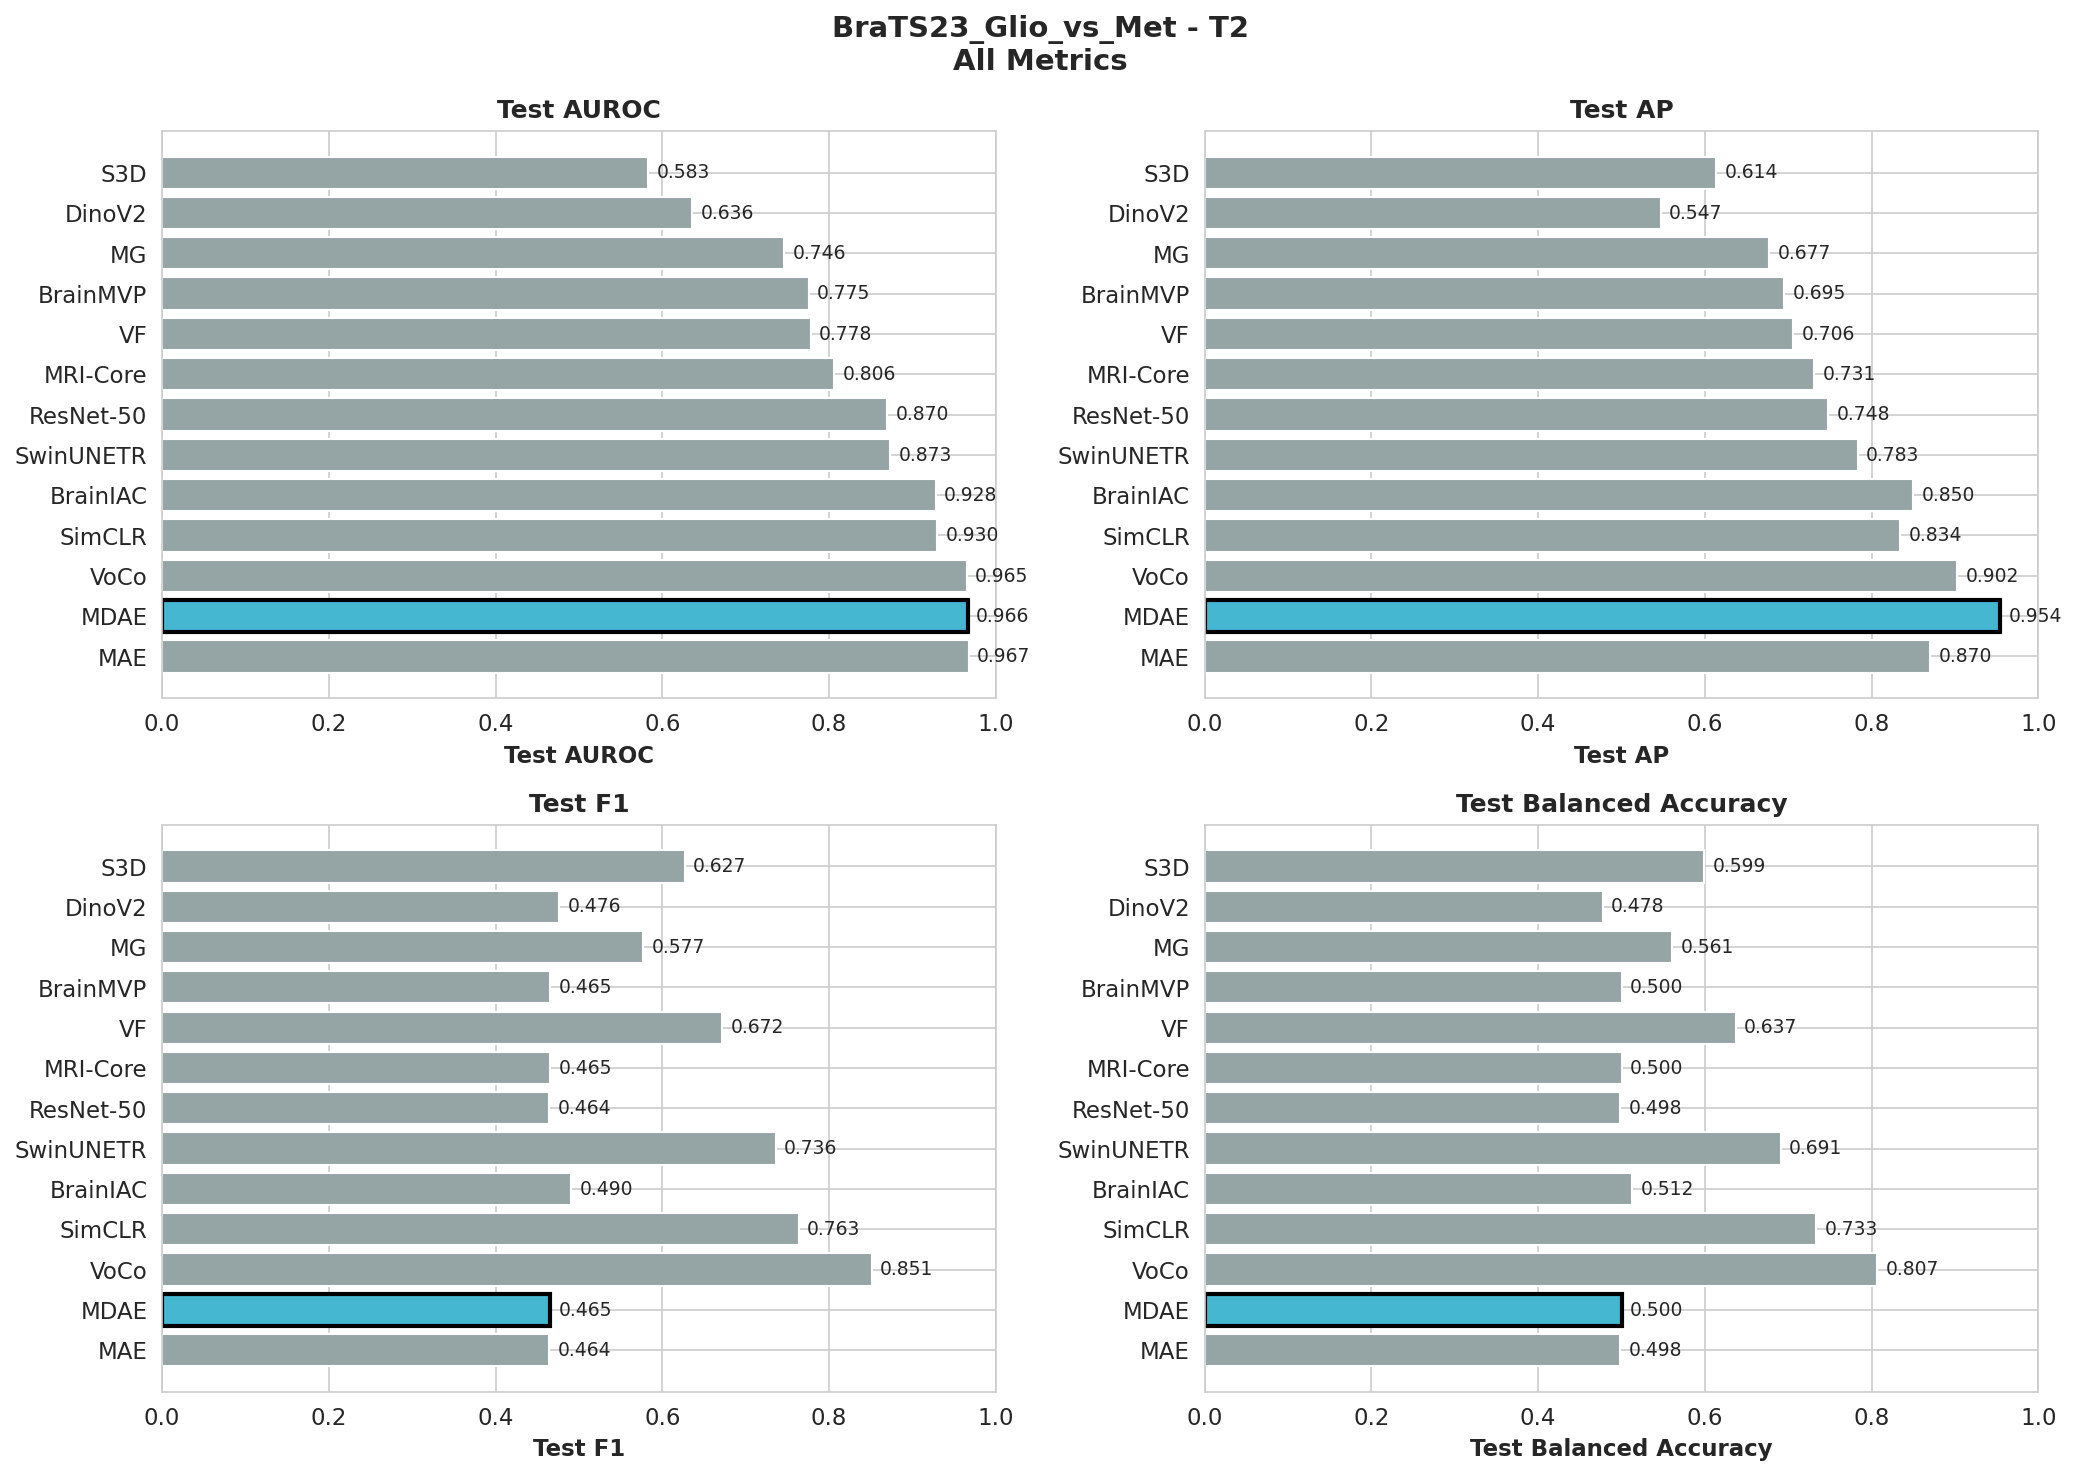 BraTS23_Glio_vs_Met - T2
All Metrics
Test AUROC
S3D 0.583
DinoV2 0.636
MG 0.746
BrainMVP 0.775
VF 0.778
MRI-Core 0.806
ResNet-50 0.870
SwinUNETR 0.873
BrainIAC 0.928
SimCLR 0.930
VoCo 0.965
MDAE 0.966
MAE 0.967
0.0 0.2 0.4 0.6 0.8 1.0
Test AUROC
Test AP
S3D 0.614
DinoV2 0.547
MG 0.677
BrainMVP 0.695
VF 0.706
MRI-Core 0.731
ResNet-50 0.748
SwinUNETR 0.783
BrainIAC 0.850
SimCLR 0.834
VoCo 0.902
MDAE 0.954
MAE 0.870
0.0 0.2 0.4 0.6 0.8 1.0
Test AP
Test F1
S3D 0.627
DinoV2 0.476
MG 0.577
BrainMVP 0.465
VF 0.672
MRI-Core 0.465
ResNet-50 0.464
SwinUNETR 0.736
BrainIAC 0.490
SimCLR 0.763
VoCo 0.851
MDAE 0.465
MAE 0.464
0.0 0.2 0.4 0.6 0.8 1.0
Test F1
Test Balanced Accuracy
S3D 0.599
DinoV2 0.478
MG 0.561
BrainMVP 0.500
VF 0.637
MRI-Core 0.500
ResNet-50 0.498
SwinUNETR 0.691
BrainIAC 0.512
SimCLR 0.733
VoCo 0.807
MDAE 0.500
MAE 0.498
0.0 0.2 0.4 0.6 0.8 1.0
Test Balanced Accuracy